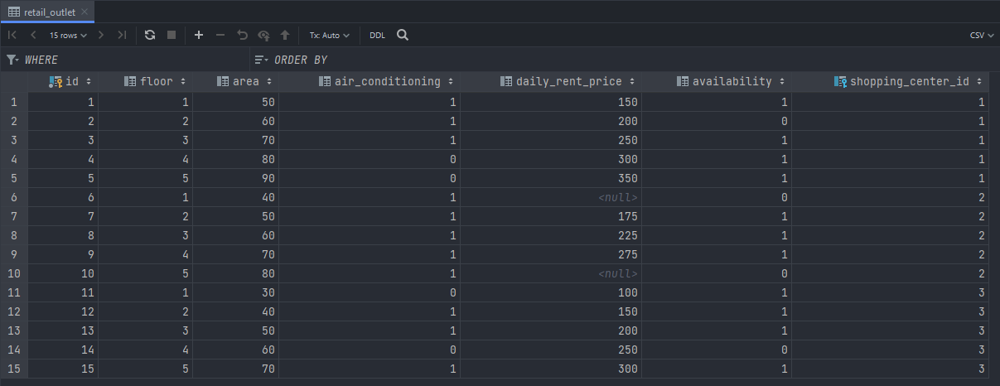 retail_outlet
15 rows Tx: Auto DDL CSV
WHERE ORDER BY
id floor area air_conditioning daily_rent_price availability shopping_center_id
1 1 1 50 1 150 1 1
2 2 2 60 1 200 0 1
3 3 3 70 1 250 1 1
4 4 4 80 0 300 1 1
5 5 5 90 0 350 1 1
6 6 1 40 1 <null> 0 2
7 7 2 50 1 175 1 2
8 8 3 60 1 225 1 2
9 9 4 70 1 275 1 2
10 10 5 80 1 <null> 0 2
11 11 1 30 0 100 1 3
12 12 2 40 1 150 1 3
13 13 3 50 1 200 1 3
14 14 4 60 0 250 0 3
15 15 5 70 1 300 1 3